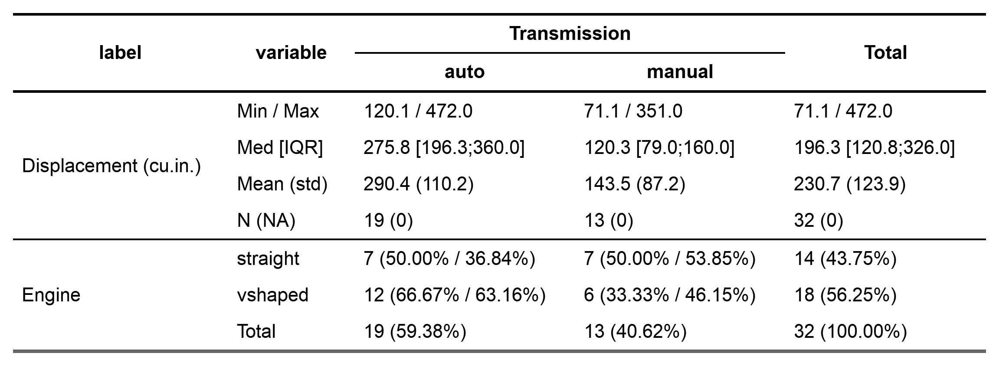 label variable Transmission Total
auto manual
Displacement (cu.in.) Min / Max 120.1 / 472.0 71.1 / 351.0 71.1 / 472.0
Med [IQR] 275.8 [196.3;360.0] 120.3 [79.0;160.0] 196.3 [120.8;326.0]
Mean (std) 290.4 (110.2) 143.5 (87.2) 230.7 (123.9)
N (NA) 19 (0) 13 (0) 32 (0)
Engine straight 7 (50.00% / 36.84%) 7 (50.00% / 53.85%) 14 (43.75%)
vshaped 12 (66.67% / 63.16%) 6 (33.33% / 46.15%) 18 (56.25%)
Total 19 (59.38%) 13 (40.62%) 32 (100.00%)